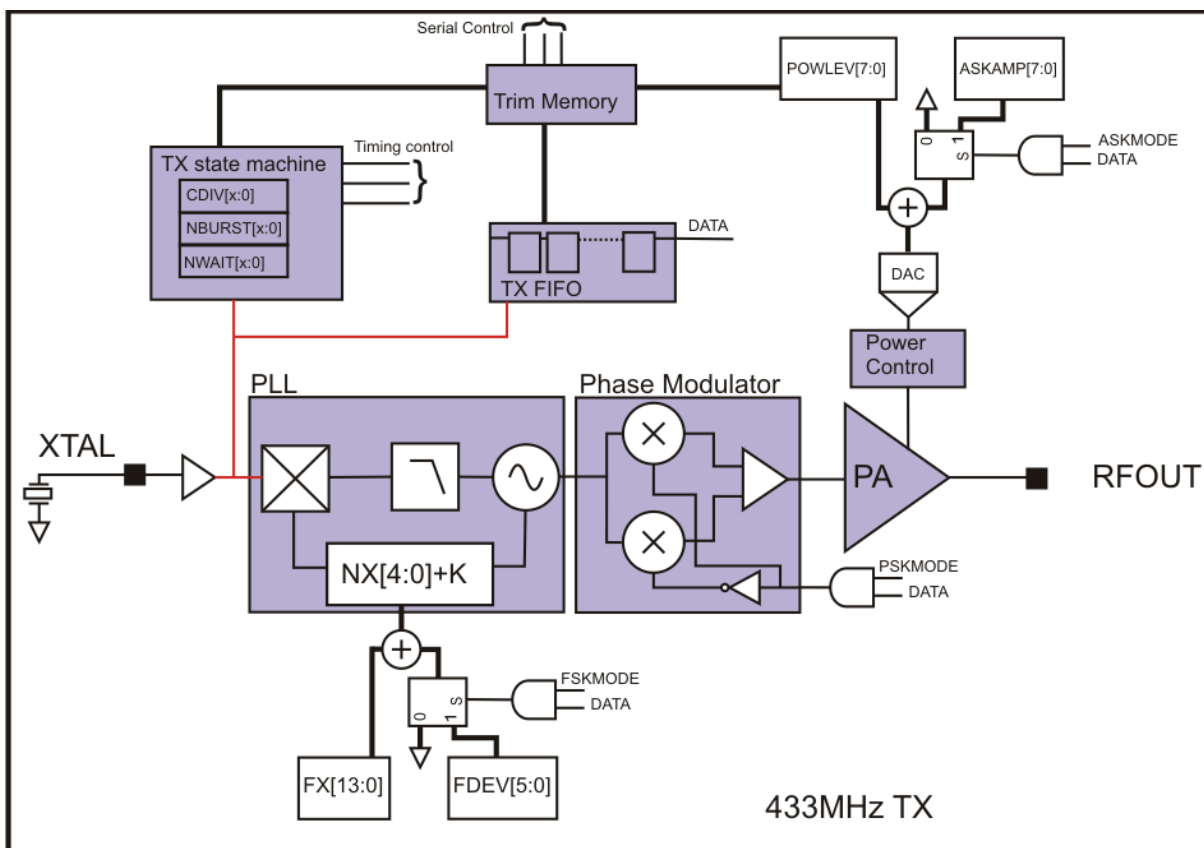 Serial Control
POWLEV[7:0]
ASKAMP[7:0]
Trim Memory
0
1
S
ASKMODE
DATA
TX state machine
Timing control
CDIV[x:0]
NBURST[x:0]
NWAIT[x:0]
DATA
TX FIFO
+
DAC
Power
Control
PLL
Phase Modulator
XTAL
PA
RFOUT
NX[4:0]+K
PSKMODE
DATA
+
FSKMODE
DATA
0
1
S
FX[13:0]
FDEV[5:0]
433MHz TX